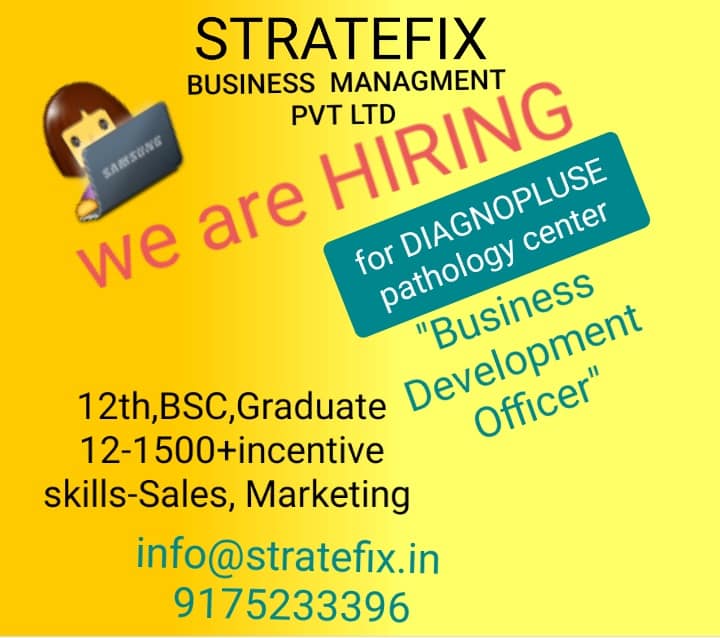 STRATEFIX
BUSINESS MANAGMENT
PVT LTD
SAMSUNG
we are HIRING
for DIAGNOPLUSE
pathology center
"Business
Development
Officer"
12th,BSC,Graduate
12-1500+incentive
skills-Sales, Marketing
info@stratefix.in
9175233396